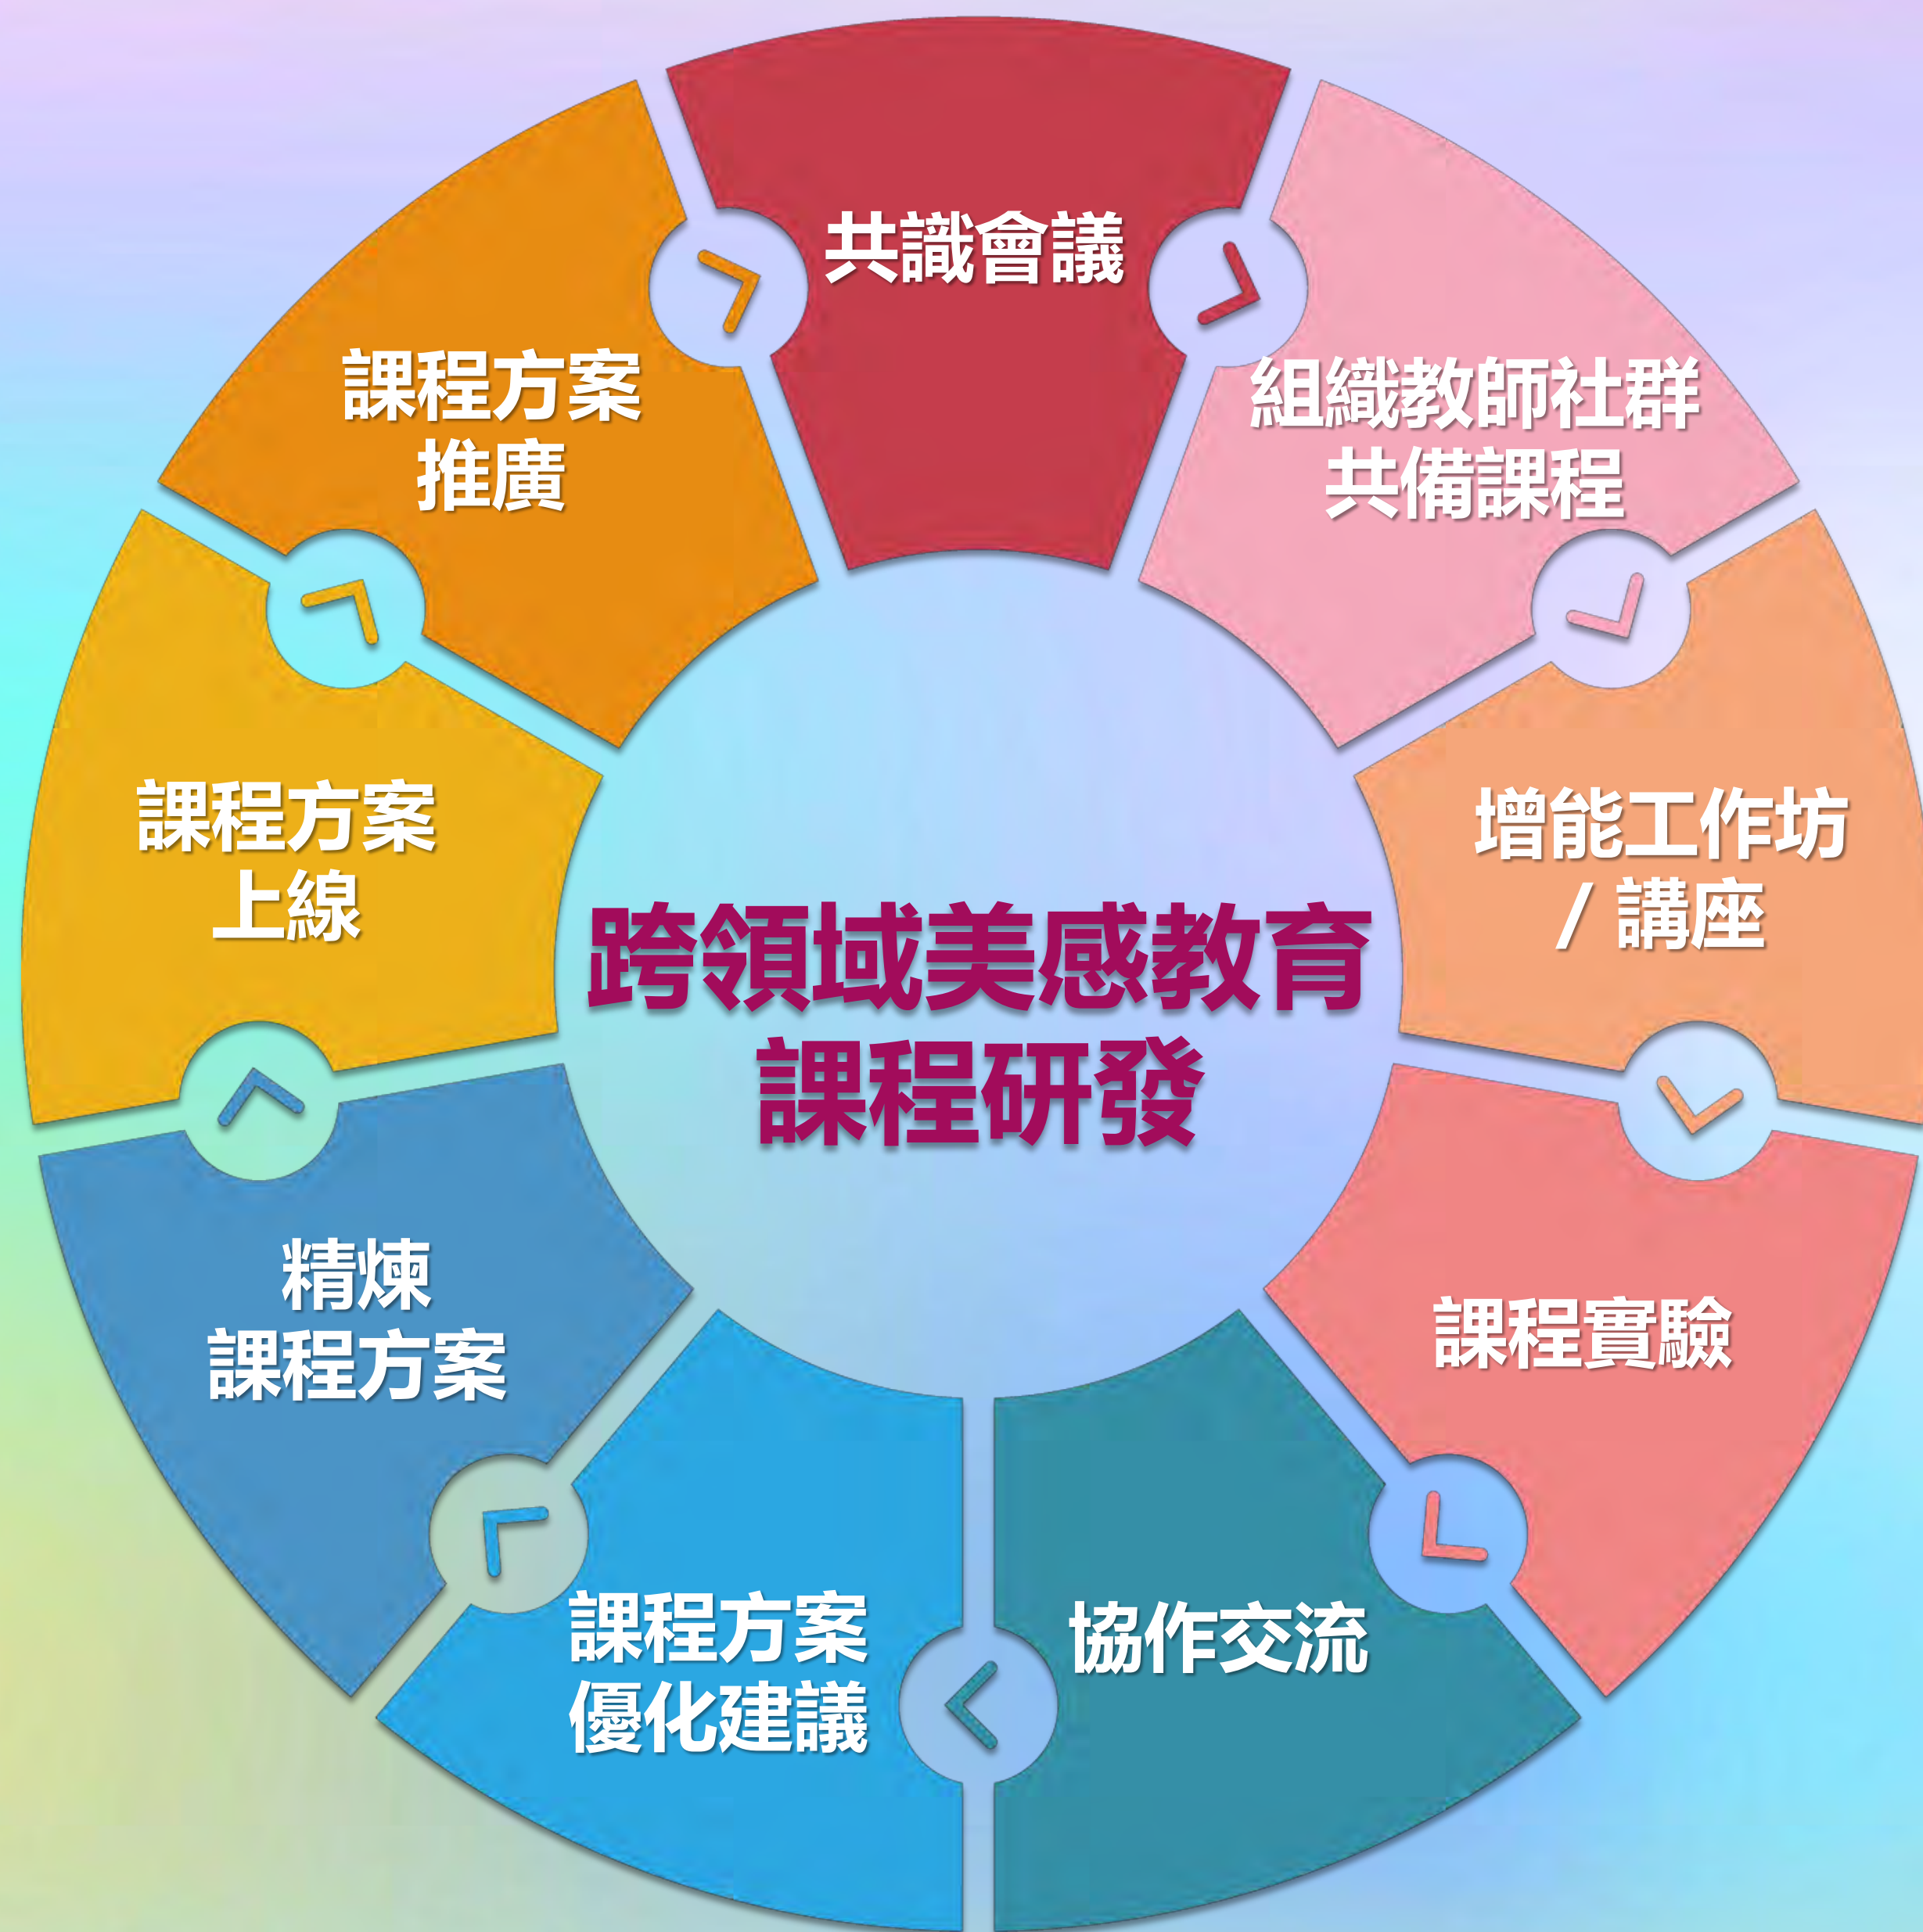 共識會議
組織教師社群
共備課程
增能工作坊
/ 講座
課程實驗
協作交流
課程方案
優化建議
精煉
課程方案
課程方案
上線
課程方案
推廣
跨領域美感教育
課程研發